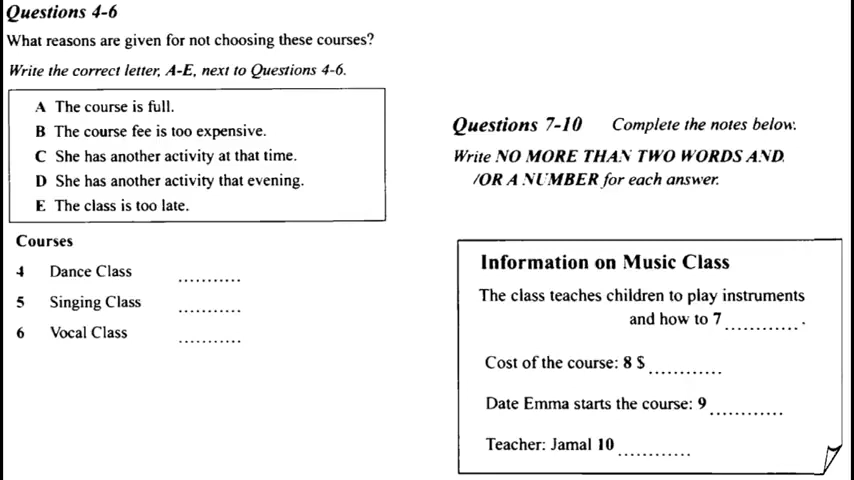 Questions 4-6
What reasons are given for not choosing these courses?
Write the correct letter, A-E, next to Questions 4-6.
A The course is full.
B The course fee is too expensive.
C She has another activity at that time.
D She has another activity that evening.
E The class is too late.
Courses
4 Dance Class ...........
5 Singing Class ...........
6 Vocal Class ...........
Questions 7-10 Complete the notes below.
Write NO MORE THAN TWO WORDS AND
/OR A NUMBER for each answer.
Information on Music Class
The class teaches children to play instruments
and how to 7 ............ .
Cost of the course: 8 $ ............
Date Emma starts the course: 9 ............
Teacher: Jamal 10 ............